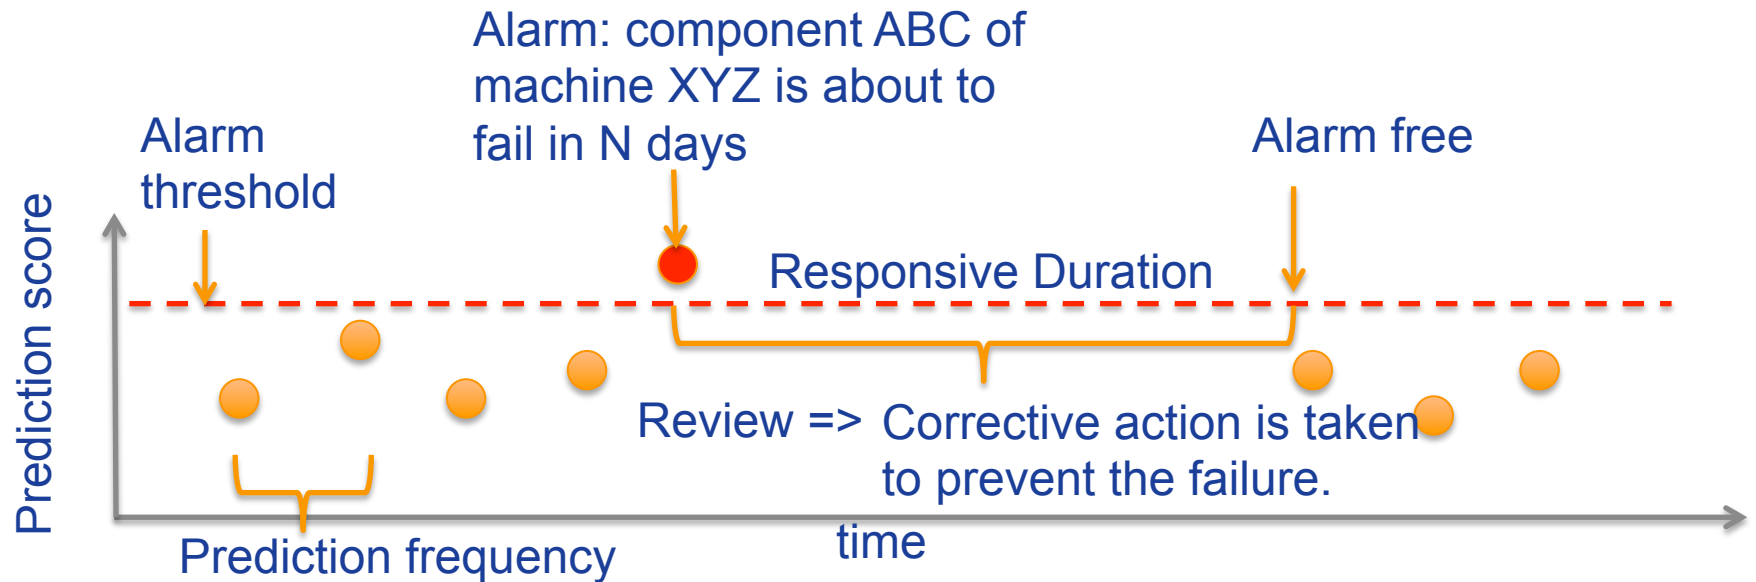 Alarm: component ABC of
machine XYZ is about to
fail in N days
Alarm
threshold
Alarm free
Prediction score
Responsive Duration
Review => Corrective action is taken
to prevent the failure.
time
Prediction frequency